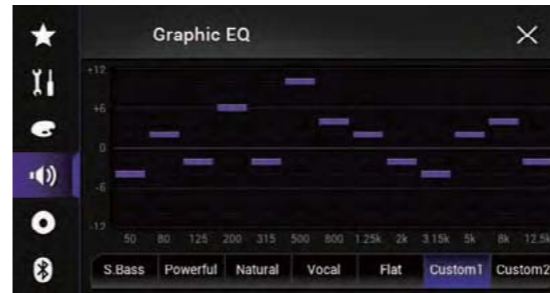 Graphic EQ
+12
+6
0
-6
-12
50 80 125 200 315 500 800 1.25k 2k 3.15k 5k 8k 12.5k
S.Bass Powerful Natural Vocal Flat Custom1 Custom2